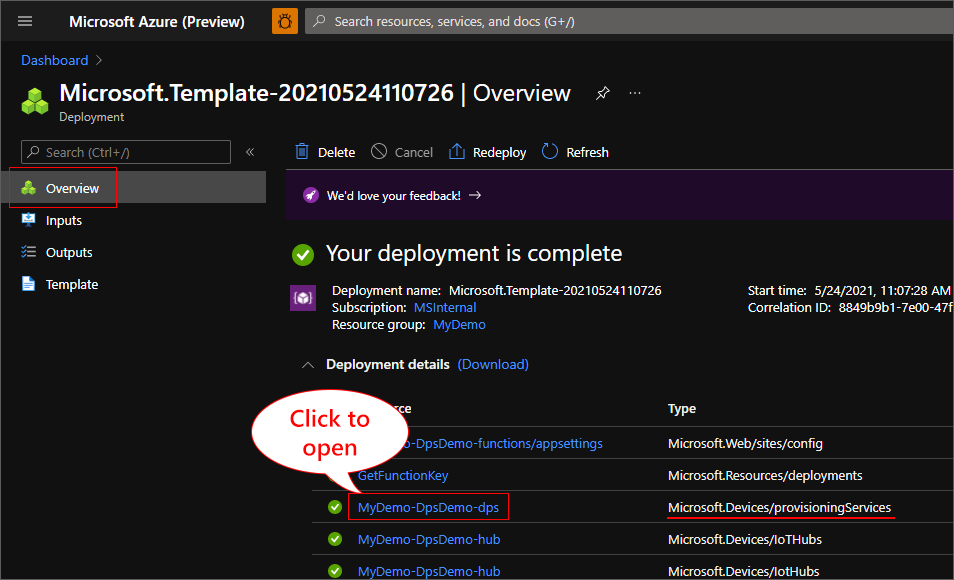 Microsoft Azure (Preview)
Search resources, services, and docs (G+/)
Dashboard
Microsoft.Template-20210524110726 | Overview
Deployment
Search (Ctrl+/)
Delete
Cancel
Redeploy
Refresh
Overview
Inputs
Outputs
Template
We'd love your feedback!
Your deployment is complete
Deployment name: Microsoft.Template-20210524110726
Subscription: MSInternal
Resource group: MyDemo
Start time: 5/24/2021, 11:07:28 AM
Correlation ID: 8849b9b1-7e00-47f
Deployment details (Download)
Click to
open
Type
-DpsDemo-functions/appsettings
Microsoft.Web/sites/config
GetFunctionKey
Microsoft.Resources/deployments
MyDemo-DpsDemo-dps
Microsoft.Devices/provisioningServices
MyDemo-DpsDemo-hub
Microsoft.Devices/IoTHubs
MyDemo-DpsDemo-hub
Microsoft.Devices/IotHubs